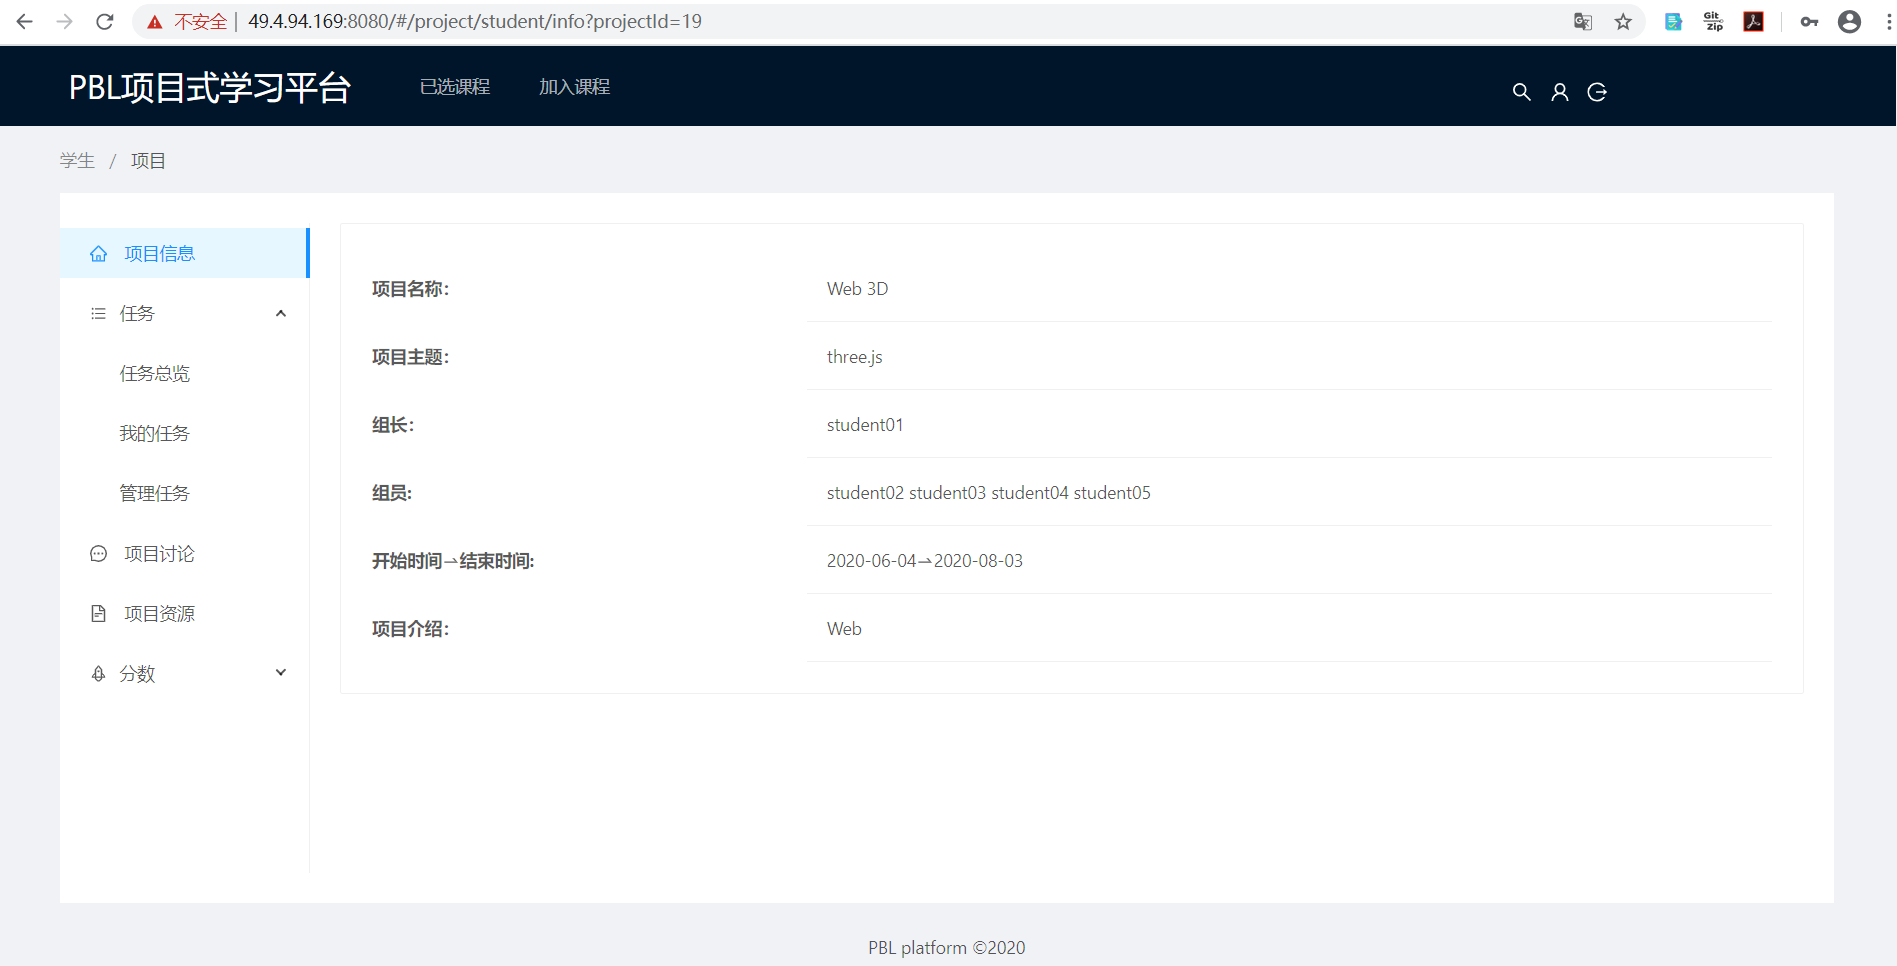 不安全 | 49.4.94.169:8080/#/project/student/info?projectId=19
Git Zip
PBL项目式学习平台 已选课程 加入课程
学生 / 项目
项目信息
任务
任务总览
我的任务
管理任务
项目讨论
项目资源
分数
项目名称: Web 3D
项目主题: three.js
组长: student01
组员: student02 student03 student04 student05
开始时间⇀结束时间: 2020-06-04⇀2020-08-03
项目介绍: Web
PBL platform ©2020